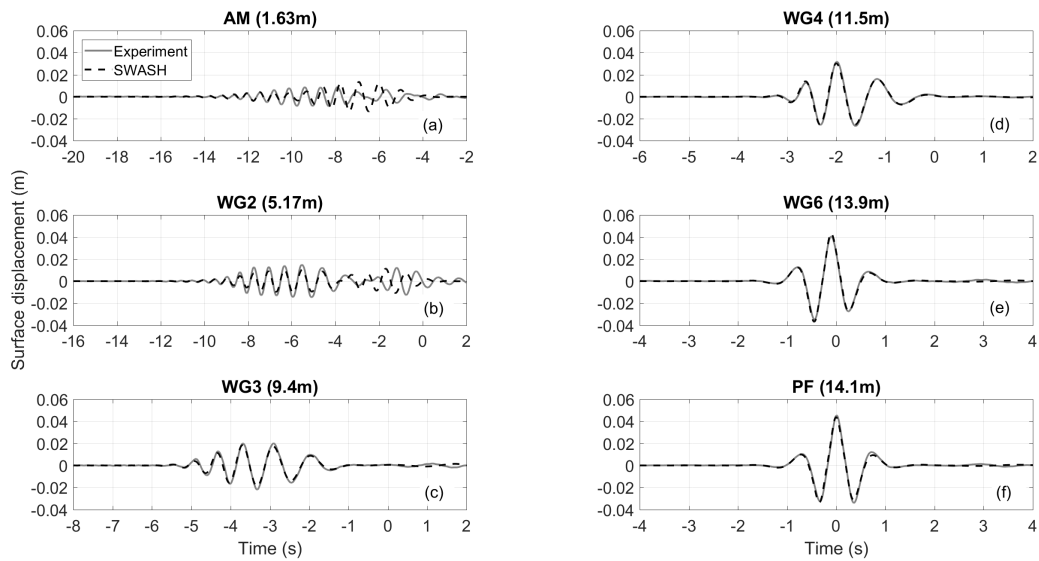 AM (1.63m)
0.06
0.04
0.02
0
-0.02
-0.04
Experiment
SWASH
(a)
-20 -18 -16 -14 -12 -10 -8 -6 -4 -2
WG2 (5.17m)
0.06
0.04
0.02
0
-0.02
-0.04
(b)
-16 -14 -12 -10 -8 -6 -4 -2 0 2
WG3 (9.4m)
0.06
0.04
0.02
0
-0.02
-0.04
(c)
-8 -7 -6 -5 -4 -3 -2 -1 0 1 2
Time (s)
Surface displacement (m)
WG4 (11.5m)
0.06
0.04
0.02
0
-0.02
-0.04
(d)
-6 -5 -4 -3 -2 -1 0 1 2
WG6 (13.9m)
0.06
0.04
0.02
0
-0.02
-0.04
(e)
-4 -3 -2 -1 0 1 2 3 4
PF (14.1m)
0.06
0.04
0.02
0
-0.02
-0.04
(f)
-4 -3 -2 -1 0 1 2 3 4
Time (s)